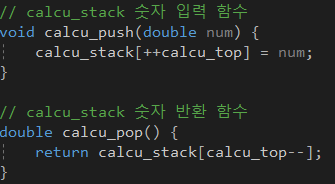 // calcu_stack 숫자 입력 함수
void calcu_push(double num) {
    calcu_stack[++calcu_top] = num;
}

// calcu_stack 숫자 반환 함수
double calcu_pop() {
    return calcu_stack[calcu_top--];
}